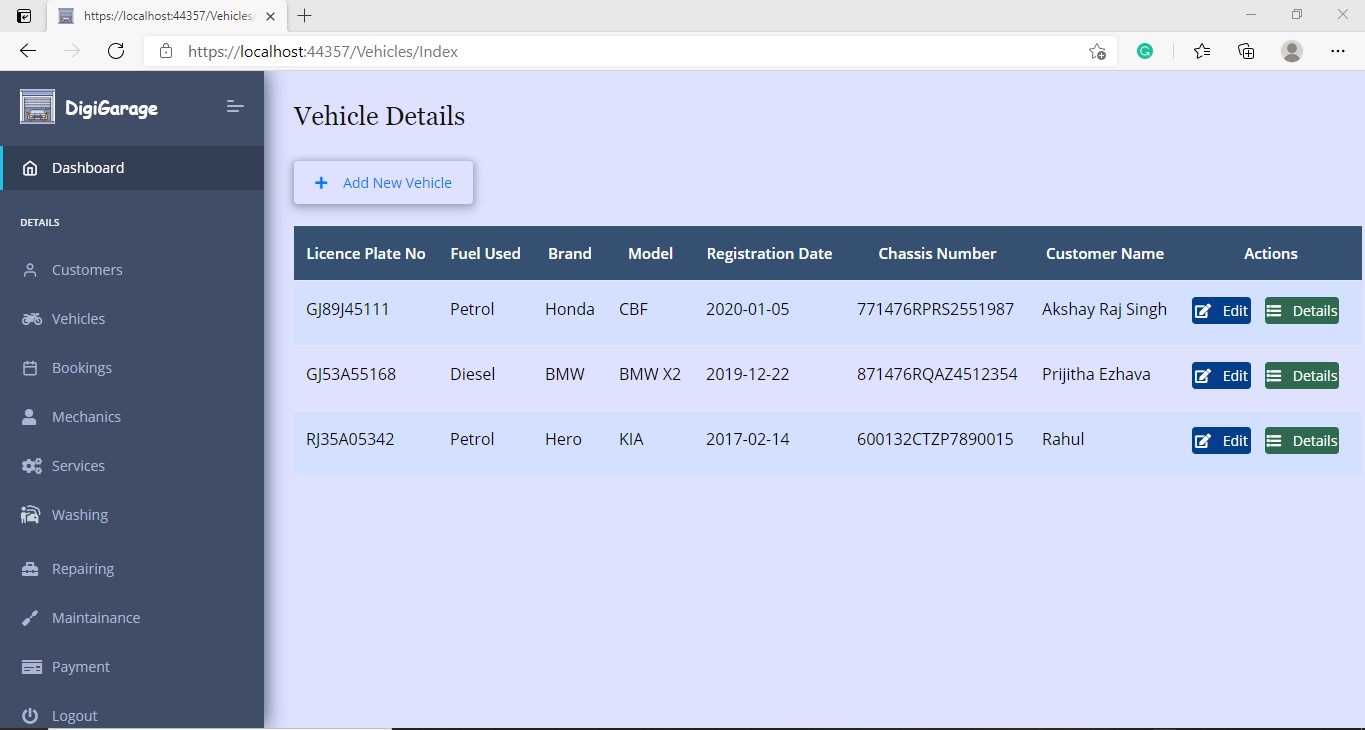 https://localhost:44357/Vehicles/
https://localhost:44357/Vehicles/Index
DigiGarage
Dashboard
DETAILS
Customers
Vehicles
Bookings
Mechanics
Services
Washing
Repairing
Maintainance
Payment
Logout
Vehicle Details
Add New Vehicle
Licence Plate No Fuel Used Brand Model Registration Date Chassis Number Customer Name Actions
GJ89J45111 Petrol Honda CBF 2020-01-05 771476RPRS2551987 Akshay Raj Singh Edit Details
GJ53A55168 Diesel BMW BMW X2 2019-12-22 871476RQAZ4512354 Prijitha Ezhava Edit Details
RJ35A05342 Petrol Hero KIA 2017-02-14 600132CTZP7890015 Rahul Edit Details